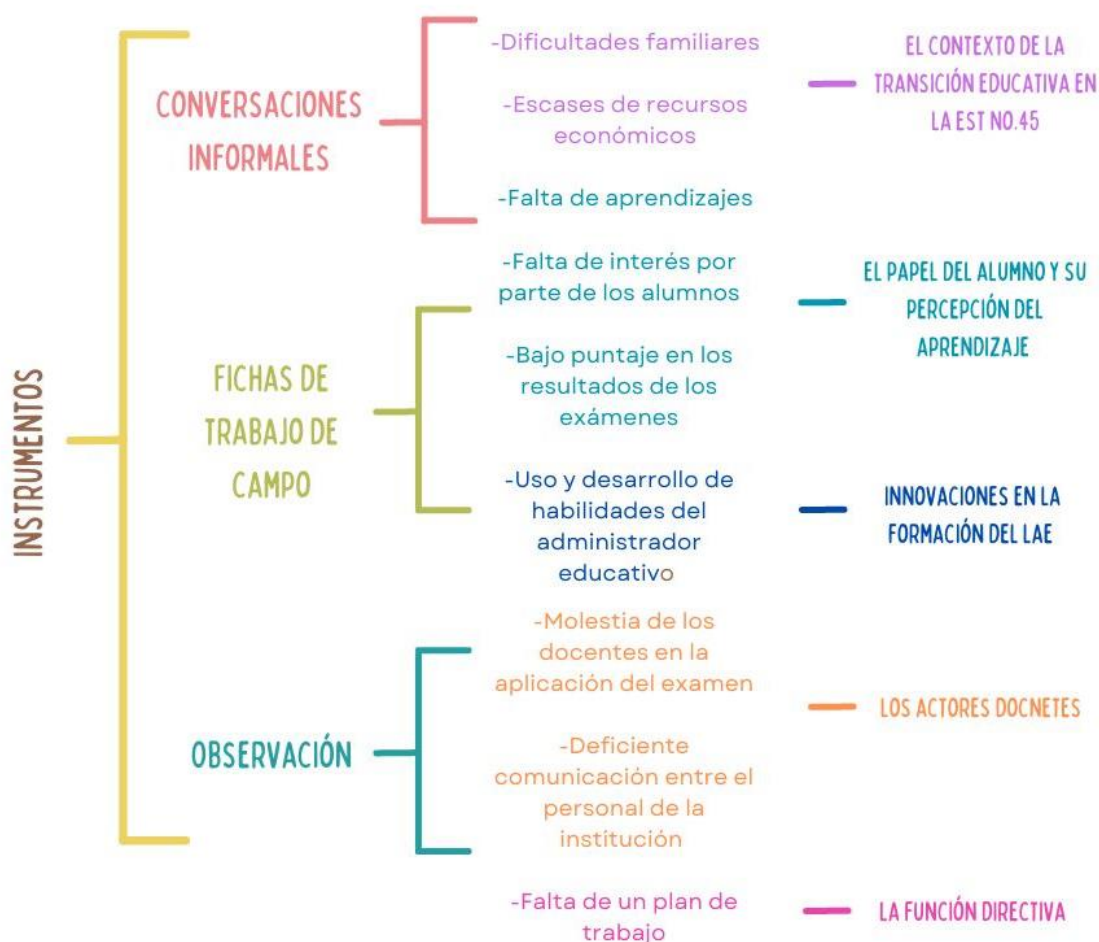 INSTRUMENTOS
CONVERSACIONES
INFORMALES
-Dificultades familiares
-Escases de recursos
económicos
-Falta de aprendizajes
EL CONTEXTO DE LA
TRANSICIÓN EDUCATIVA EN
LA EST NO.45
FICHAS DE
TRABAJO DE
CAMPO
-Falta de interés por
parte de los alumnos
-Bajo puntaje en los
resultados de los
exámenes
-Uso y desarrollo de
habilidades del
administrador
educativo
EL PAPEL DEL ALUMNO Y SU
PERCEPCIÓN DEL
APRENDIZAJE
INNOVACIONES EN LA
FORMACIÓN DEL LAE
OBSERVACIÓN
-Molestia de los
docentes en la
aplicación del examen
-Deficiente
comunicación entre el
personal de la
institución
LOS ACTORES DOCNETES
-Falta de un plan de
trabajo
LA FUNCIÓN DIRECTIVA